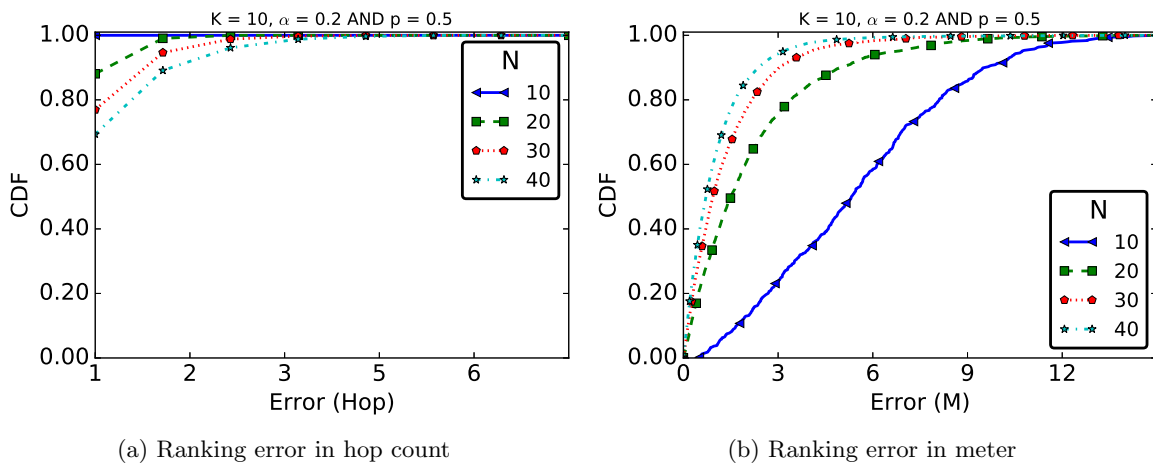 K = 10, α = 0.2 AND p = 0.5
1.00
0.80
0.60
0.40
0.20
0.00
CDF
N
10
20
30
40
1 2 3 5 6
Error (Hop)
(a) Ranking error in hop count
K = 10, α = 0.2 AND p = 0.5
1.00
0.80
0.60
0.40
0.20
0.00
CDF
N
10
20
30
40
0 3 6 9 12
Error (M)
(b) Ranking error in meter